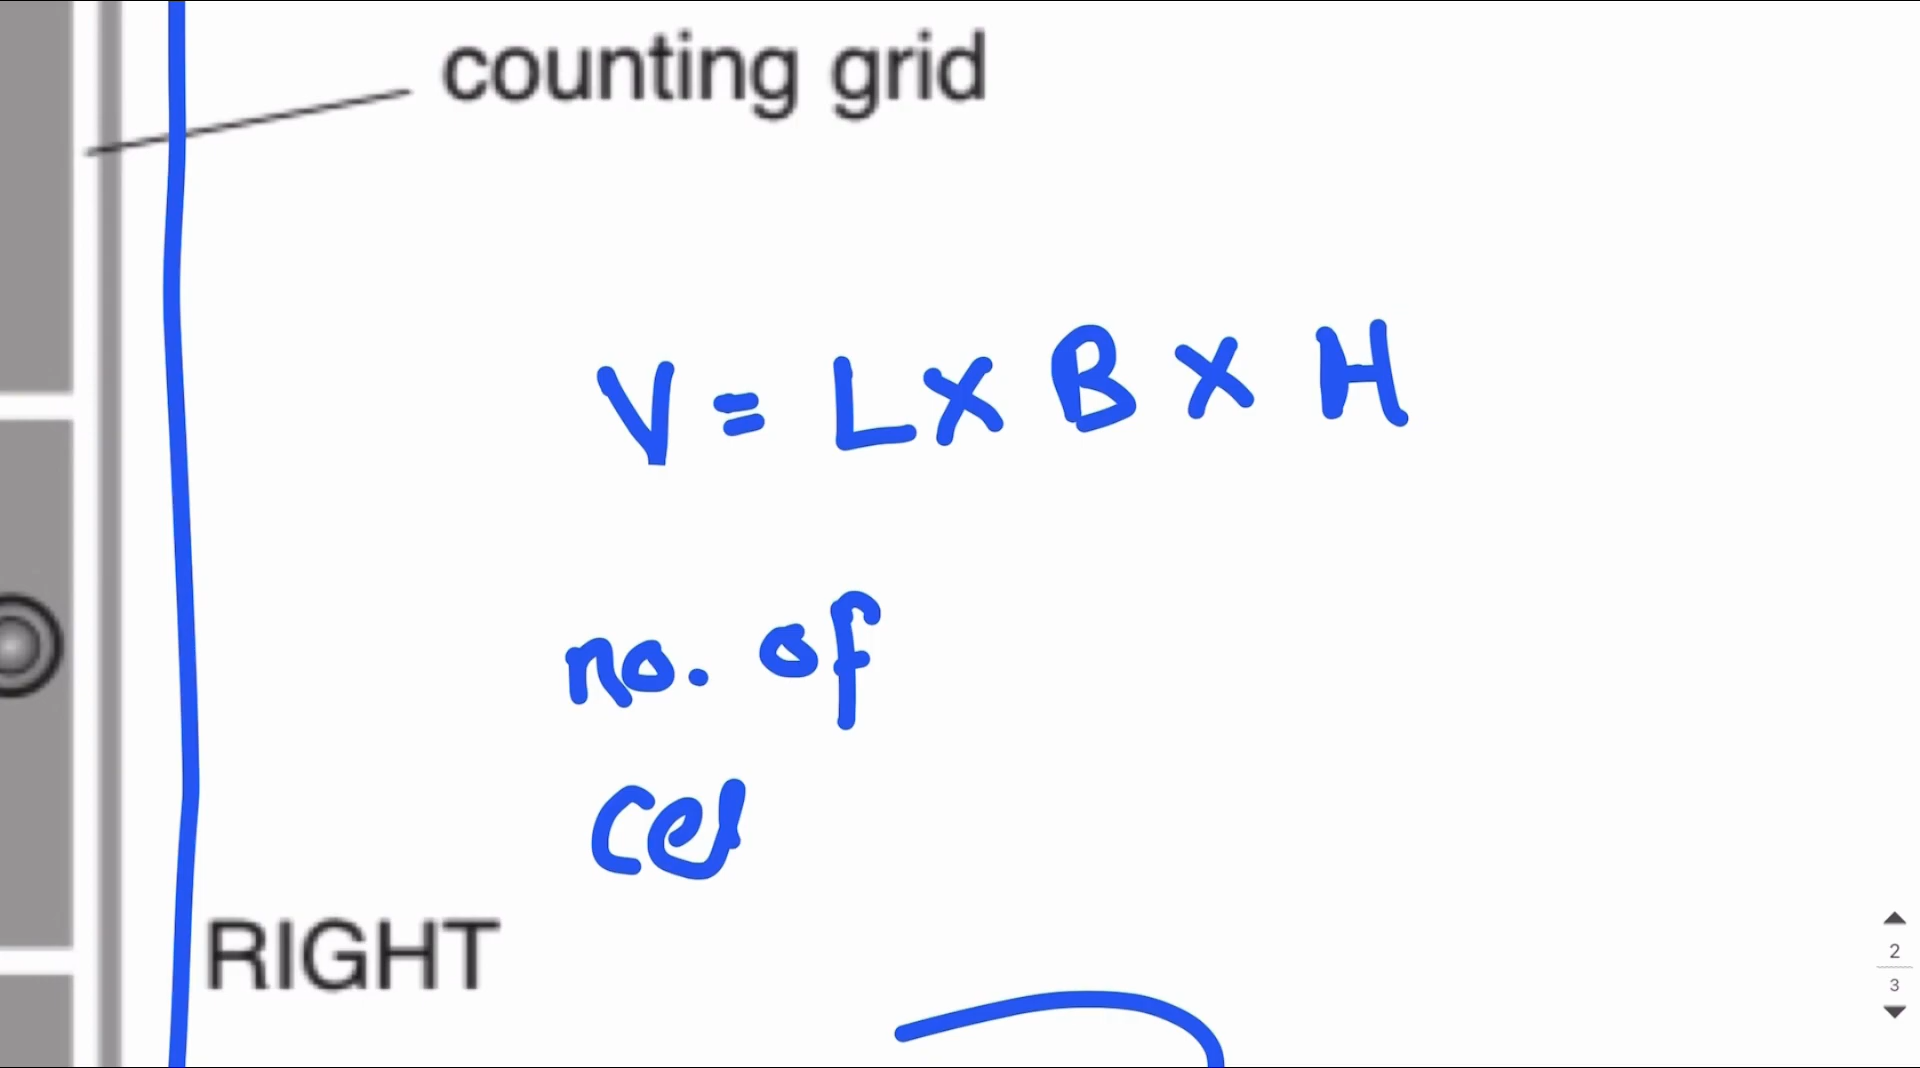 counting grid
V = L X B X H
no. of
cel
RIGHT
2
3